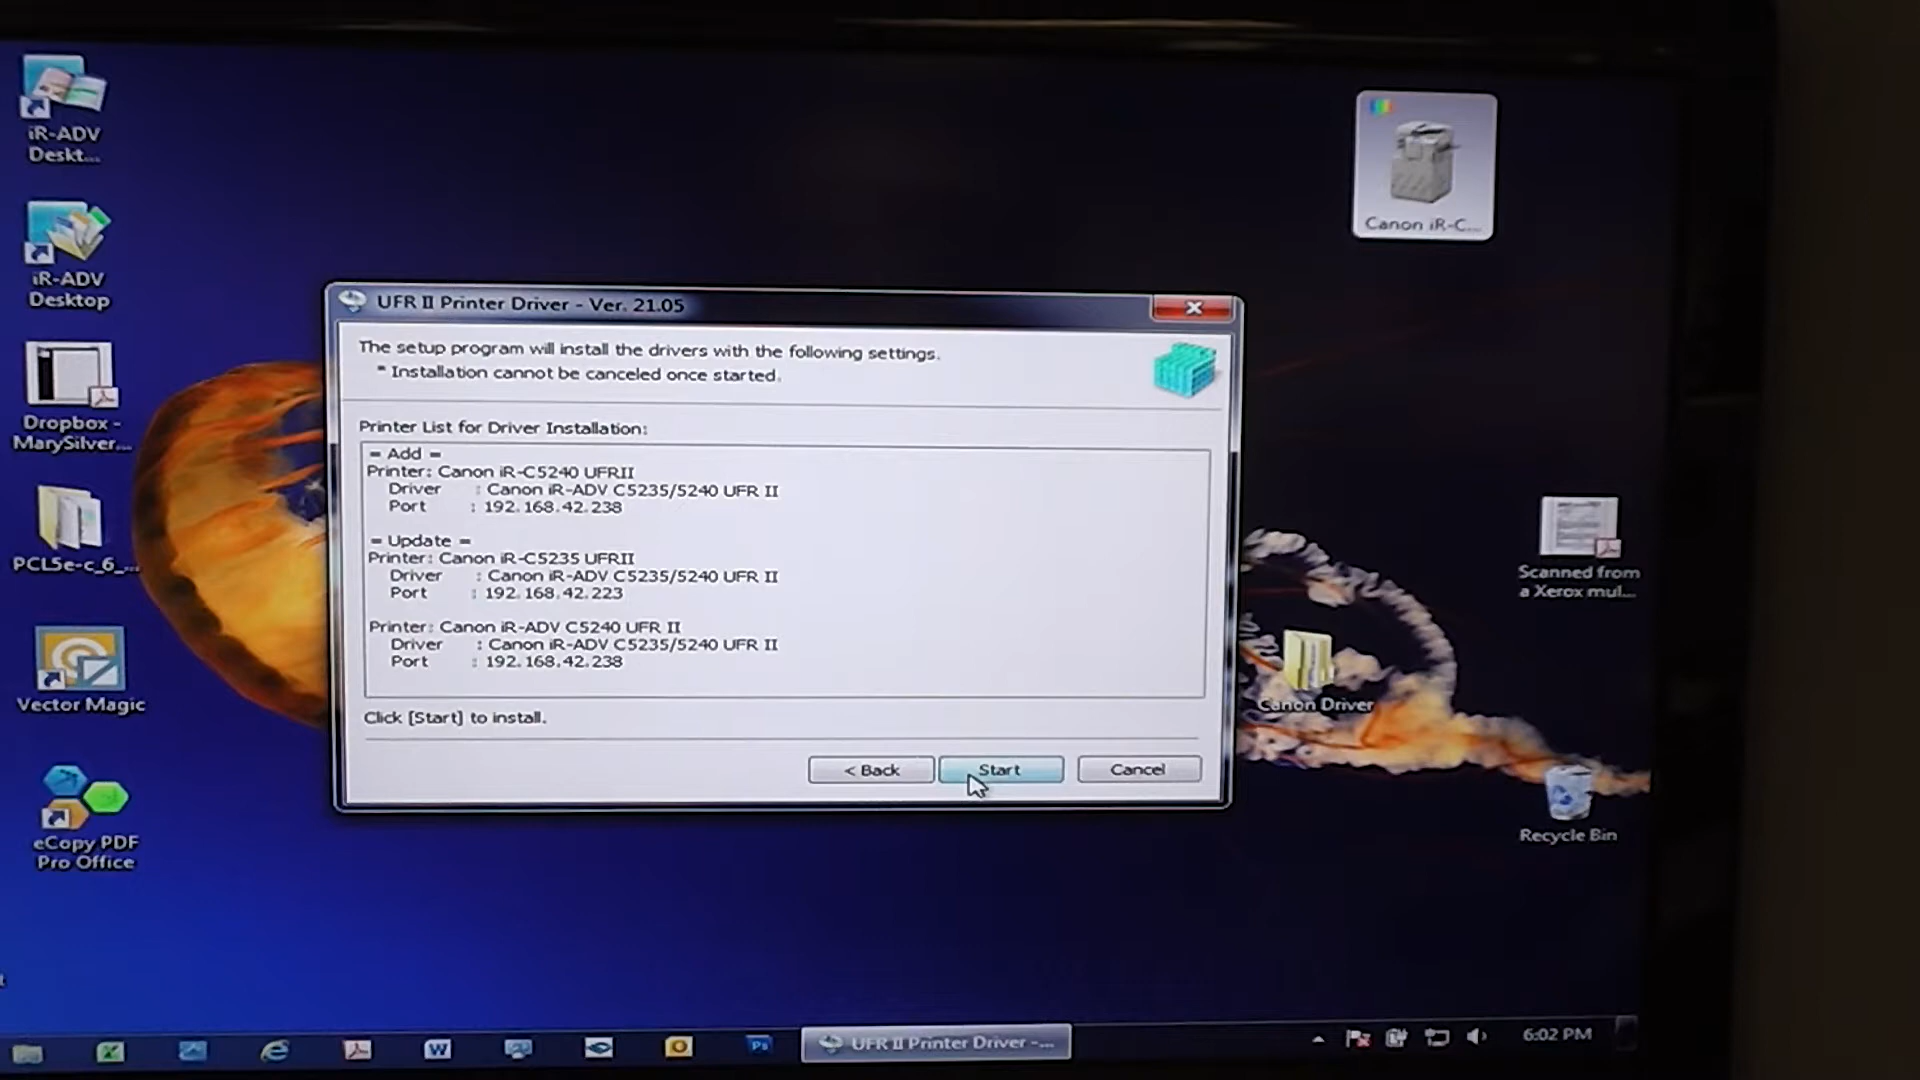 iR-ADV
Deskt...
iR-ADV
Desktop
Dropbox -
MarySilver...
PCL5e-c_6_...
Vector Magic
eCopy PDF
Pro Office
Canon iR-C...
UFR II Printer Driver - Ver. 21.05
The setup program will install the drivers with the following settings.
* Installation cannot be canceled once started.
Printer List for Driver Installation:
= Add =
Printer: Canon iR-C5240 UFRII
Driver : Canon iR-ADV C5235/5240 UFR II
Port : 192.168.42.238
= Update =
Printer: Canon iR-C5235 UFRII
Driver : Canon iR-ADV C5235/5240 UFR II
Port : 192.168.42.223
Printer: Canon iR-ADV C5240 UFR II
Driver : Canon iR-ADV C5235/5240 UFR II
Port : 192.168.42.238
Click [Start] to install.
< Back Start Cancel
Scanned from
a Xerox mul...
Canon Driver
Recycle Bin
W
Ps
UFR II Printer Driver -...
6:02 PM